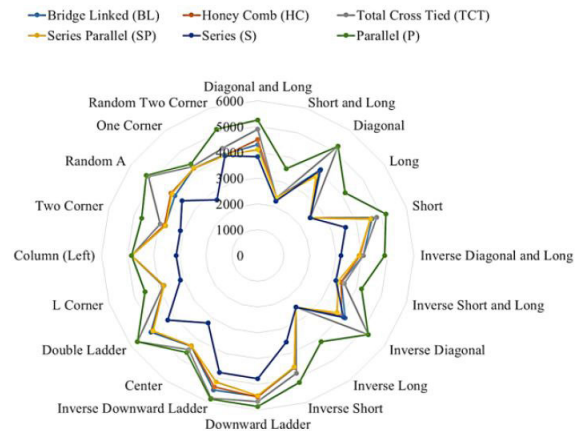 Bridge Linked (BL) Honey Comb (HC) Total Cross Tied (TCT)
Series Parallel (SP) Series (S) Parallel (P)
Diagonal and Long
Random Two Corner
6000
Short and Long
One Corner
5000
Diagonal
4000
Random A
Long
3000
Two Corner
2000
Short
1000
Column (Left)
0
Inverse Diagonal and Long
L Corner
Inverse Short and Long
Double Ladder
Inverse Diagonal
Center
Inverse Long
Inverse Downward Ladder
Inverse Short
Downward Ladder